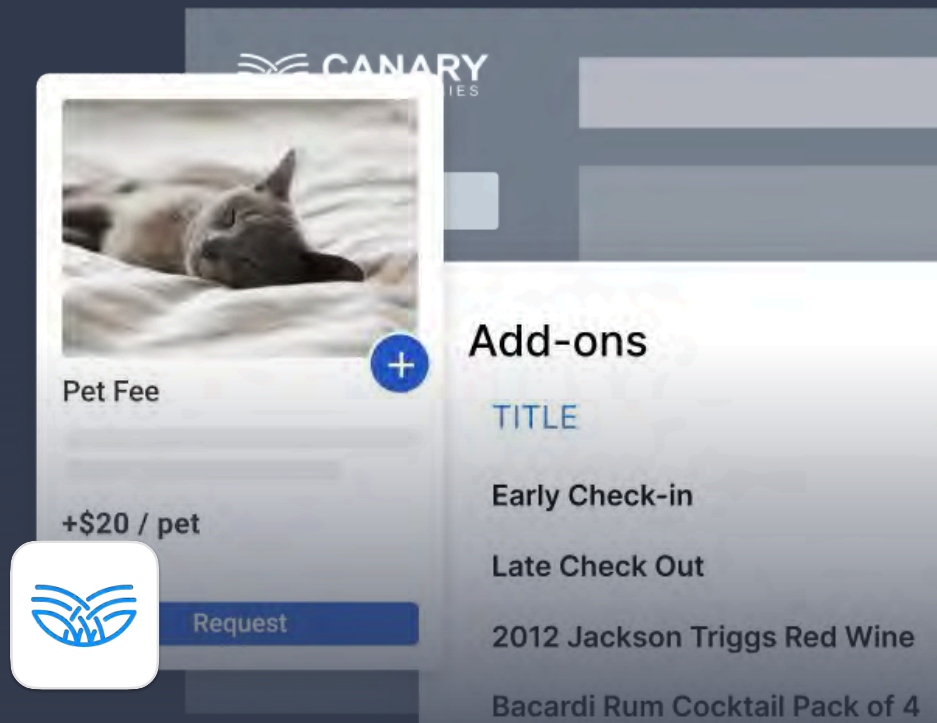 CANARY
IES
Pet Fee
+$20 / pet
Request
Add-ons
TITLE
Early Check-in
Late Check Out
2012 Jackson Triggs Red Wine
Bacardi Rum Cocktail Pack of 4